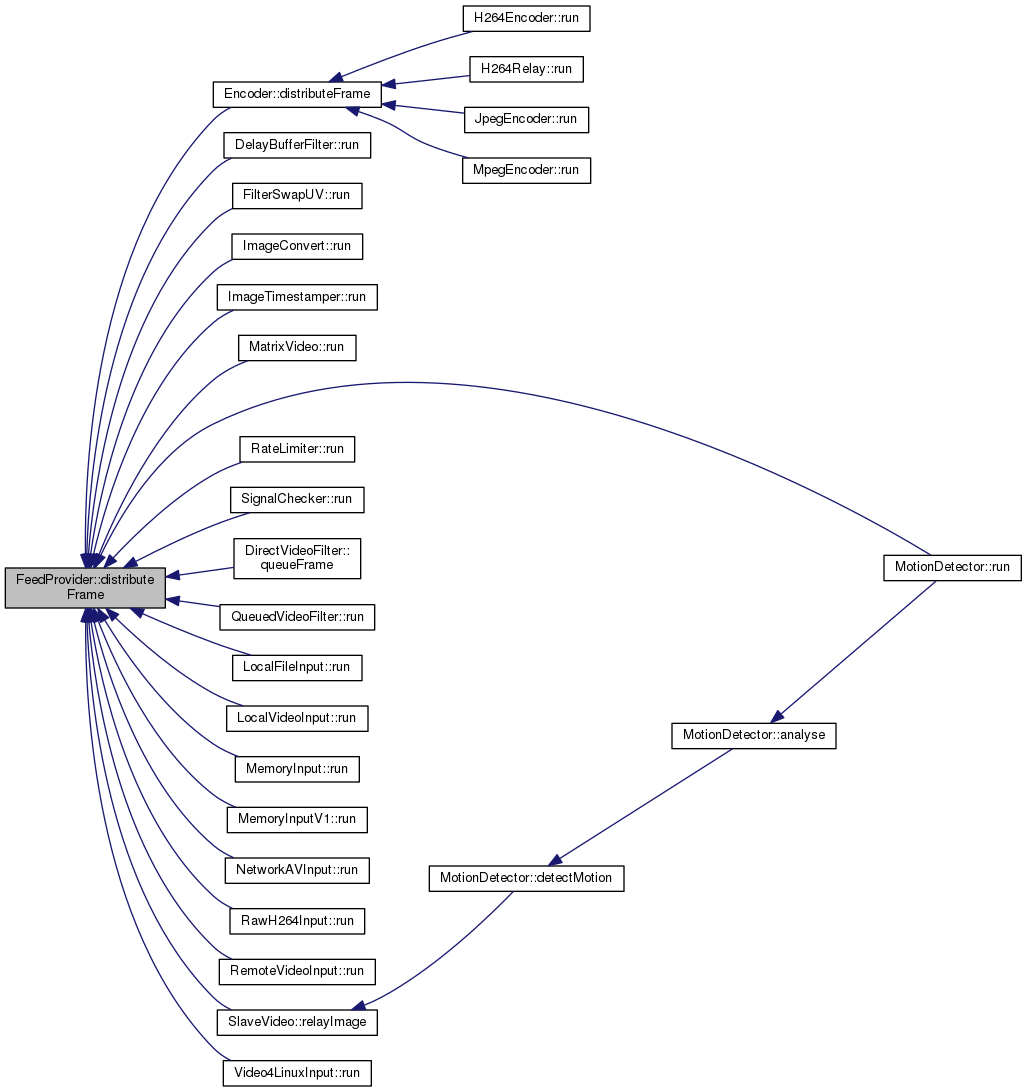 H264Encoder::run
H264Relay::run
Encoder::distributeFrame
JpegEncoder::run
DelayBufferFilter::run
MpegEncoder::run
FilterSwapUV::run
ImageConvert::run
ImageTimestamper::run
MatrixVideo::run
RateLimiter::run
SignalChecker::run
DirectVideoFilter::
queueFrame
MotionDetector::run
FeedProvider::distribute
Frame
QueuedVideoFilter::run
LocalFileInput::run
LocalVideoInput::run
MotionDetector::analyse
MemoryInput::run
MemoryInputV1::run
NetworkAVInput::run
MotionDetector::detectMotion
RawH264Input::run
RemoteVideoInput::run
SlaveVideo::relayImage
Video4LinuxInput::run